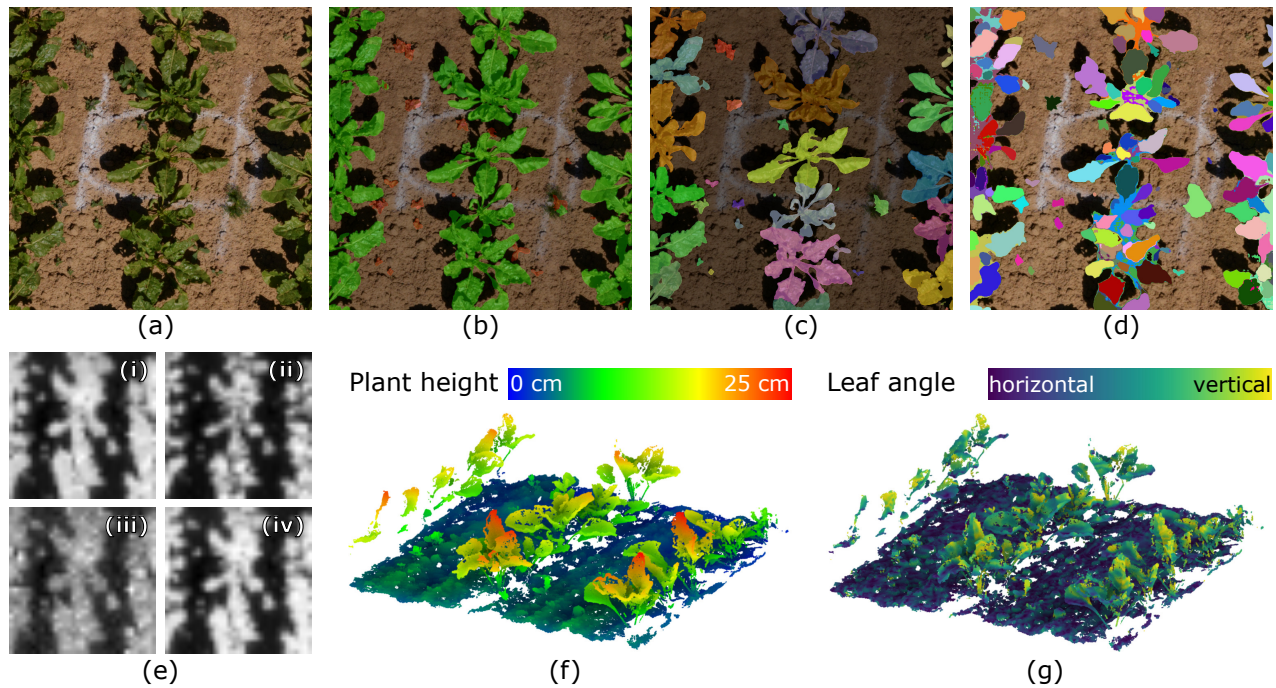 (a)
(b)
(c)
(d)
(i)
(ii)
(iii)
(iv)
(e)
Plant height
0 cm
25 cm
(f)
Leaf angle
horizontal
vertical
(g)